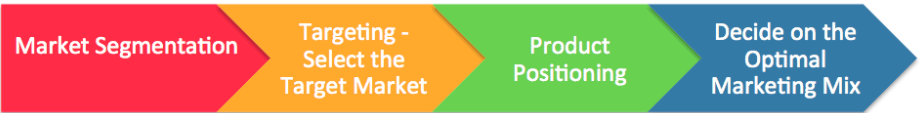 Market Segmentation
Targeting -
Select the
Target Market
Product
Positioning
Decide on the
Optimal
Marketing Mix